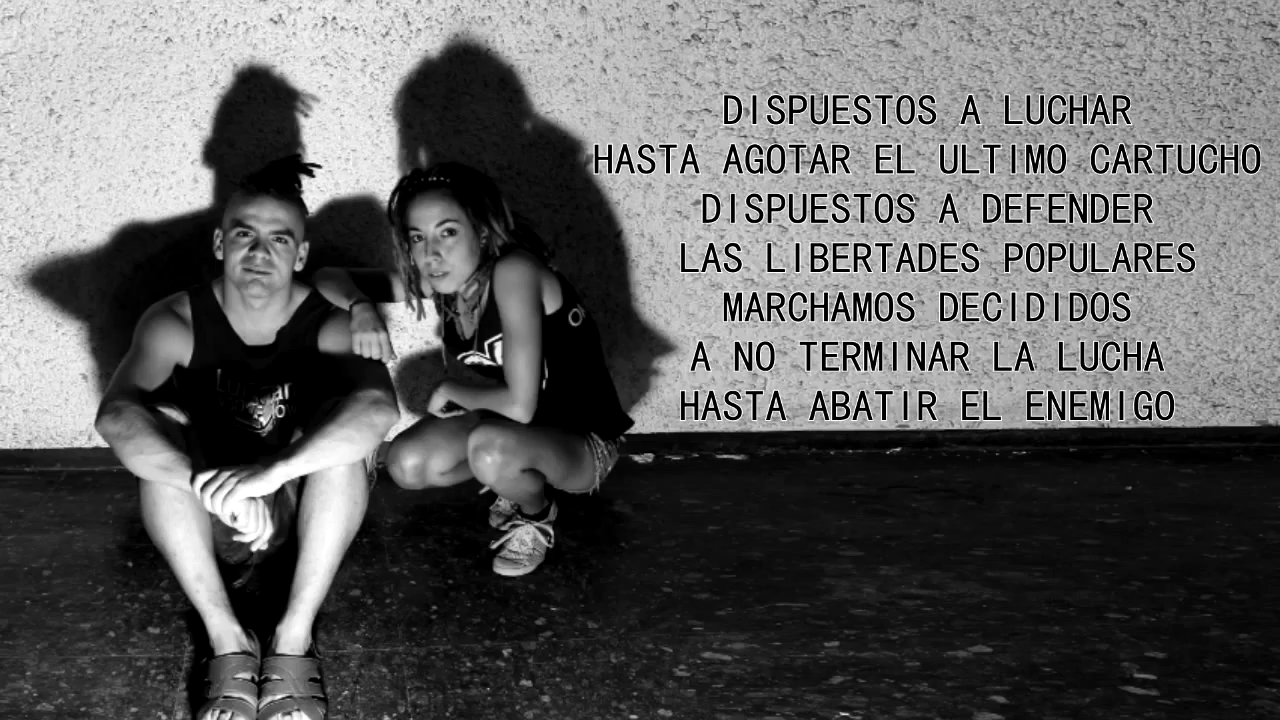 DISPUESTOS A LUCHAR
HASTA AGOTAR EL ULTIMO CARTUCHO
DISPUESTOS A DEFENDER
LAS LIBERTADES POPULARES
MARCHAMOS DECIDIDOS
A NO TERMINAR LA LUCHA
HASTA ABATIR EL ENEMIGO